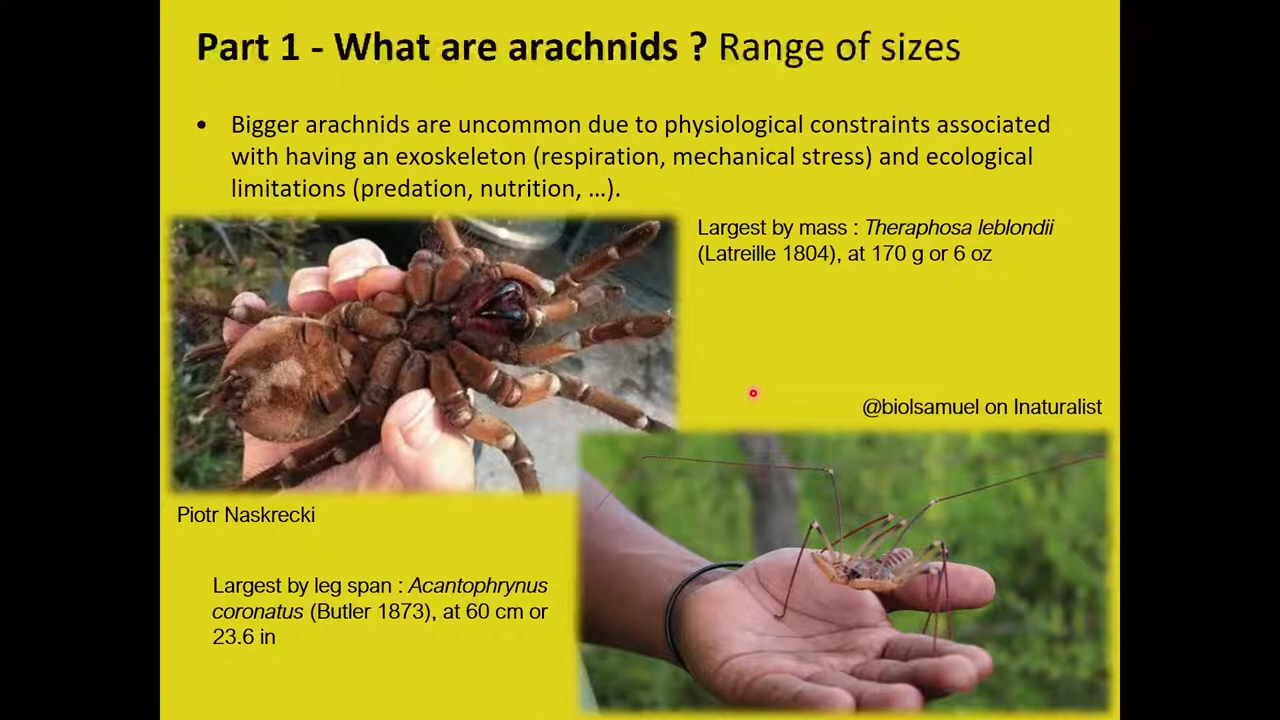 Part 1 - What are arachnids ? Range of sizes
• Bigger arachnids are uncommon due to physiological constraints associated
with having an exoskeleton (respiration, mechanical stress) and ecological
limitations (predation, nutrition, ...).
Largest by mass : Theraphosa leblondii
(Latreille 1804), at 170 g or 6 oz
@biolsamuel on Inaturalist
Piotr Naskrecki
Largest by leg span : Acantophrynus
coronatus (Butler 1873), at 60 cm or
23.6 in